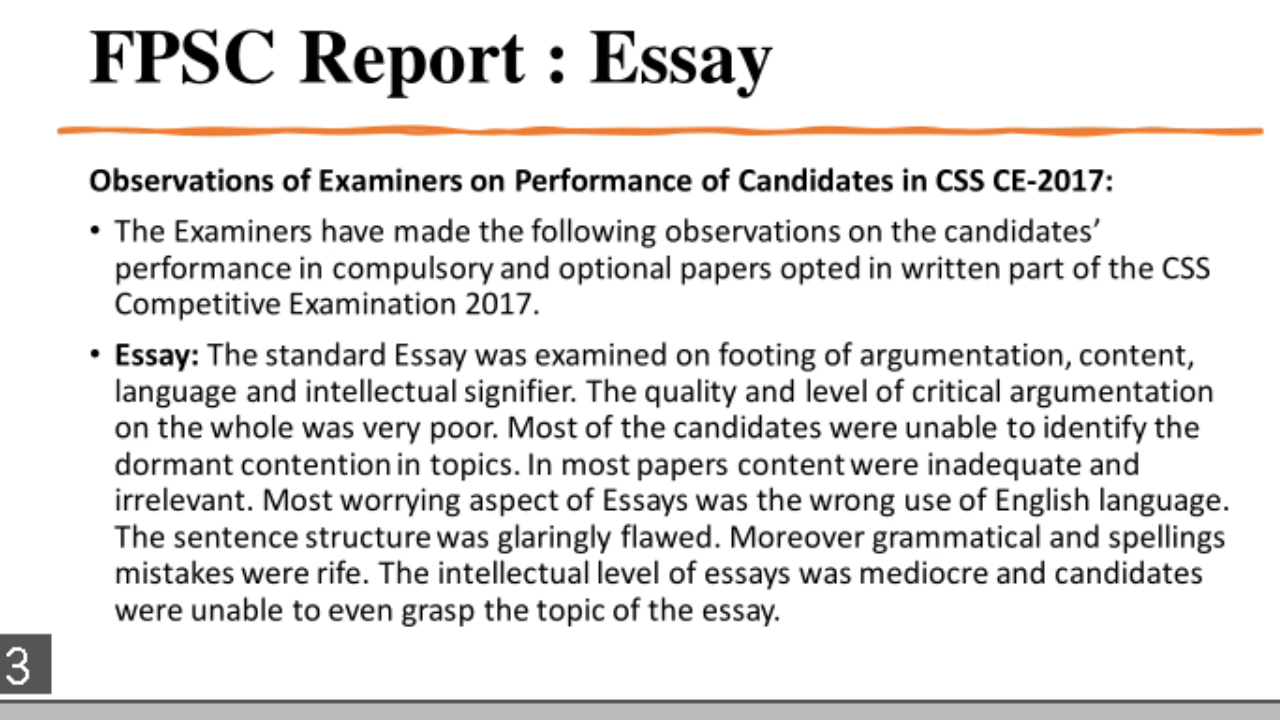 FPSC Report : Essay
Observations of Examiners on Performance of Candidates in CSS CE-2017:
• The Examiners have made the following observations on the candidates’
performance in compulsory and optional papers opted in written part of the CSS
Competitive Examination 2017.
• Essay: The standard Essay was examined on footing of argumentation, content,
language and intellectual signifier. The quality and level of critical argumentation
on the whole was very poor. Most of the candidates were unable to identify the
dormant contention in topics. In most papers content were inadequate and
irrelevant. Most worrying aspect of Essays was the wrong use of English language.
The sentence structure was glaringly flawed. Moreover grammatical and spellings
mistakes were rife. The intellectual level of essays was mediocre and candidates
were unable to even grasp the topic of the essay.
3